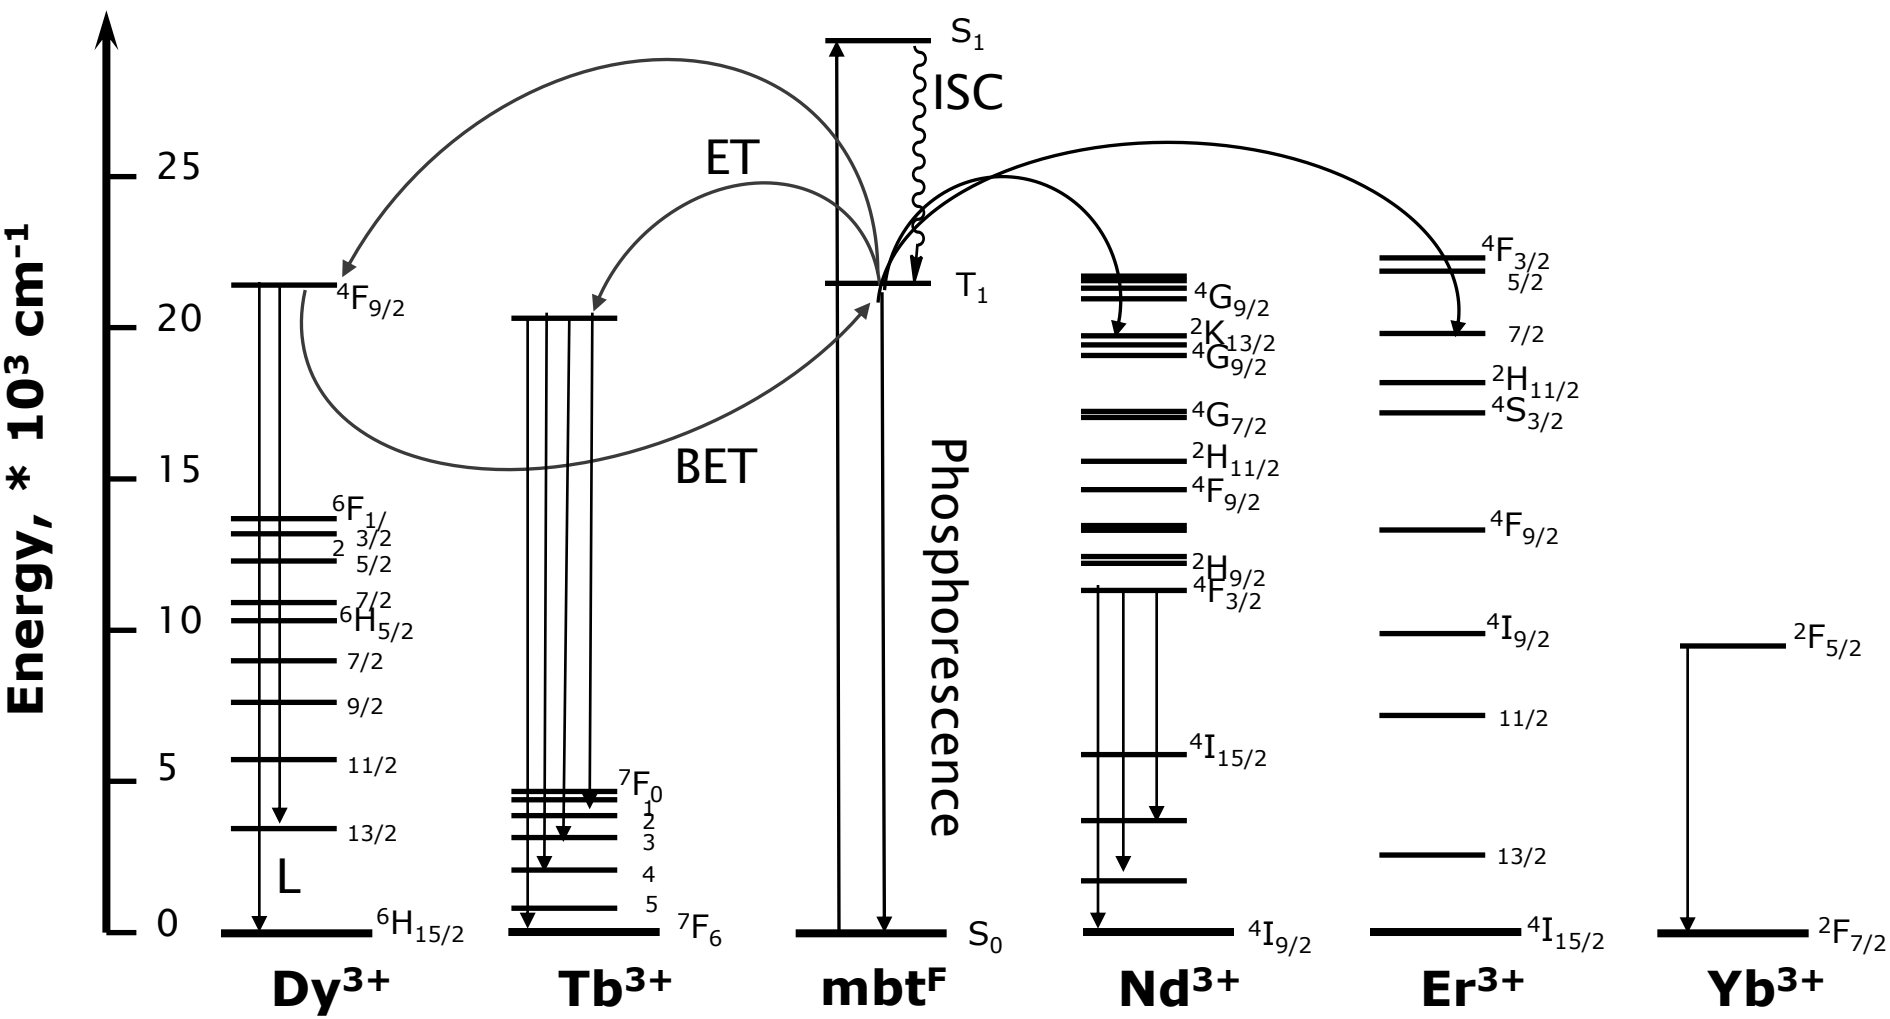 Energy, * 10³ cm⁻¹
25
20
15
10
5
0
⁴F₉/₂
⁶F₁/
2
3/2
5/2
7/2
⁶H₅/₂
7/2
9/2
11/2
13/2
L
⁶H₁₅/₂
Dy³⁺
⁷F₀
1
2
3
4
5
⁷F₆
Tb³⁺
ET
BET
S₁
ISC
T₁
Phosphorescence
S₀
mbtF
⁴G₉/₂
²K₁₃/₂
⁴G₉/₂
⁴G₇/₂
²H₁₁/₂
⁴F₉/₂
²H₉/₂
⁴F₃/₂
⁴I₁₅/₂
⁴I₉/₂
Nd³⁺
⁴F₃/₂
5/2
7/2
²H₁₁/₂
⁴S₃/₂
⁴F₉/₂
⁴I₉/₂
11/2
13/2
⁴I₁₅/₂
Er³⁺
²F₅/₂
²F₇/₂
Yb³⁺